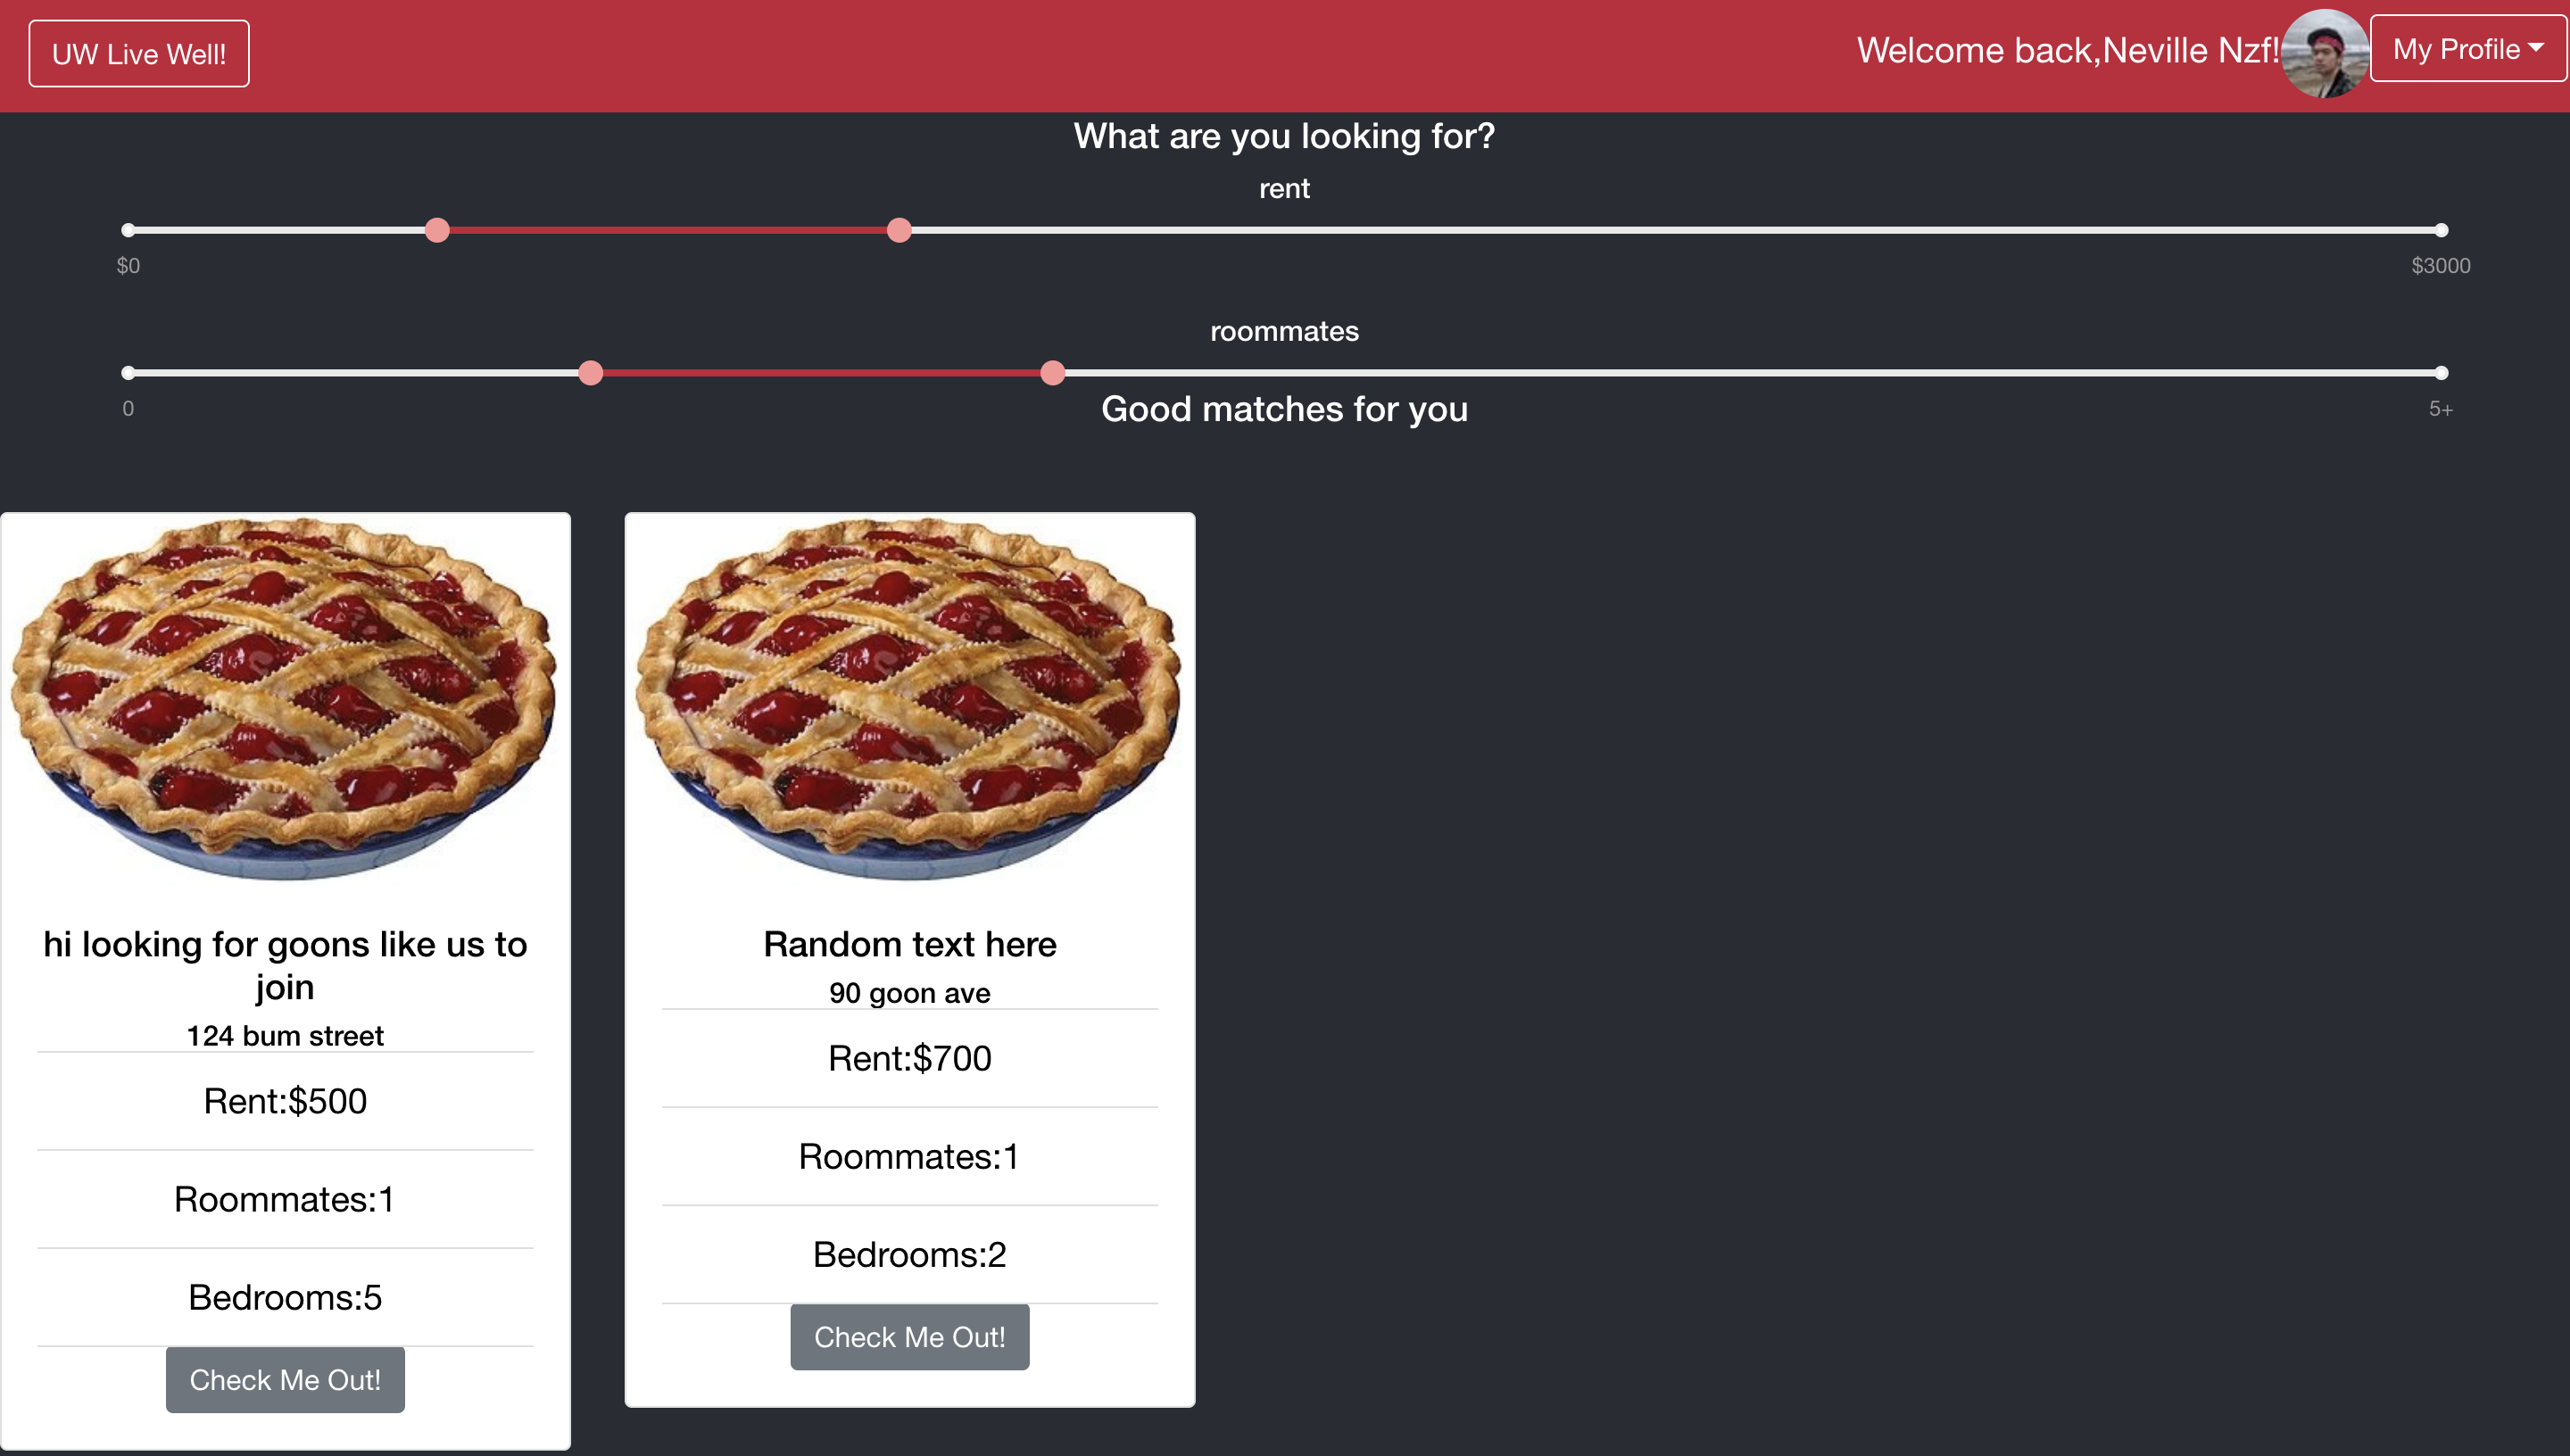 UW Live Well!
Welcome back,Neville Nzf!
My Profile
What are you looking for?
rent
$0
$3000
roommates
0
5+
Good matches for you
hi looking for goons like us to
join
124 bum street
Rent:$500
Roommates:1
Bedrooms:5
Check Me Out!
Random text here
90 goon ave
Rent:$700
Roommates:1
Bedrooms:2
Check Me Out!